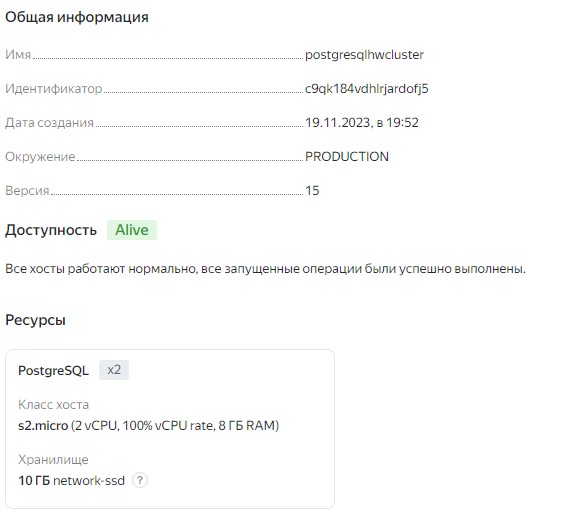 Общая информация
Имя postgresqlhwcluster
Идентификатор c9qk184vdhlrjardofj5
Дата создания 19.11.2023, в 19:52
Окружение PRODUCTION
Версия 15
Доступность Alive
Все хосты работают нормально, все запущенные операции были успешно выполнены.
Ресурсы
PostgreSQL x2
Класс хоста
s2.micro (2 vCPU, 100% vCPU rate, 8 ГБ RAM)
Хранилище
10 ГБ network-ssd ?